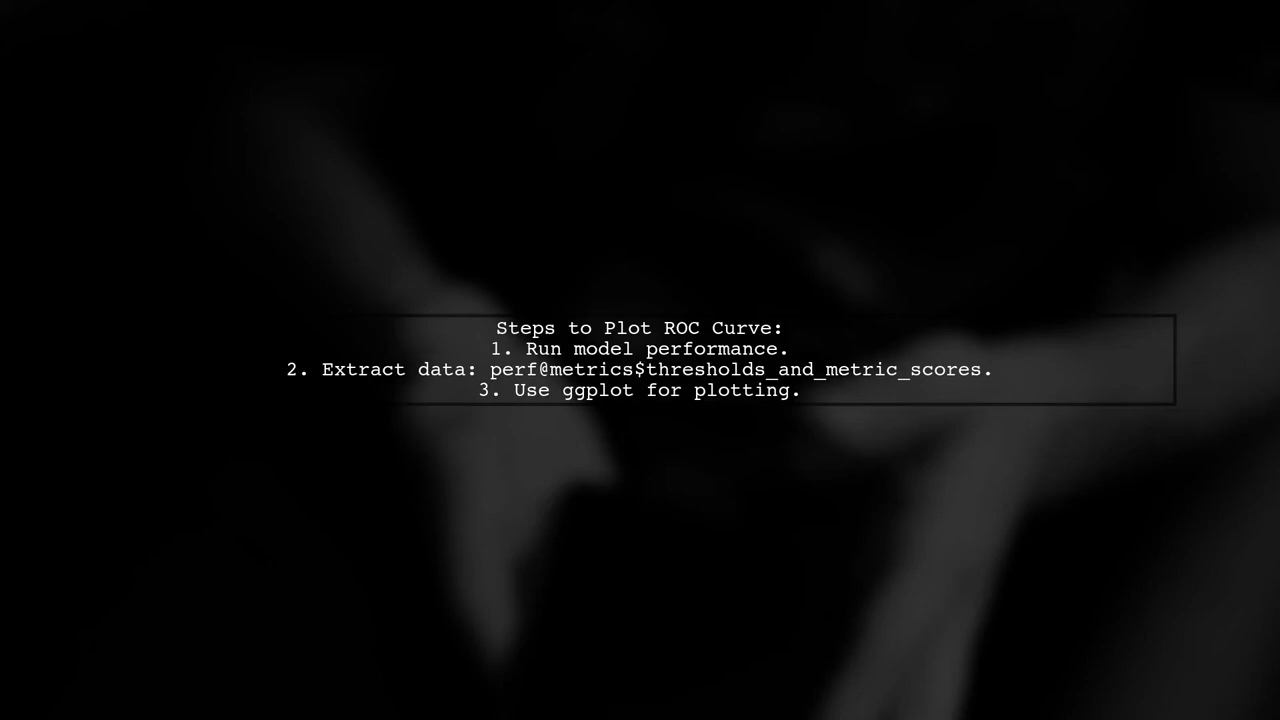 Steps to Plot ROC Curve:
1. Run model performance.
2. Extract data: perf@metrics$thresholds_and_metric_scores.
3. Use ggplot for plotting.